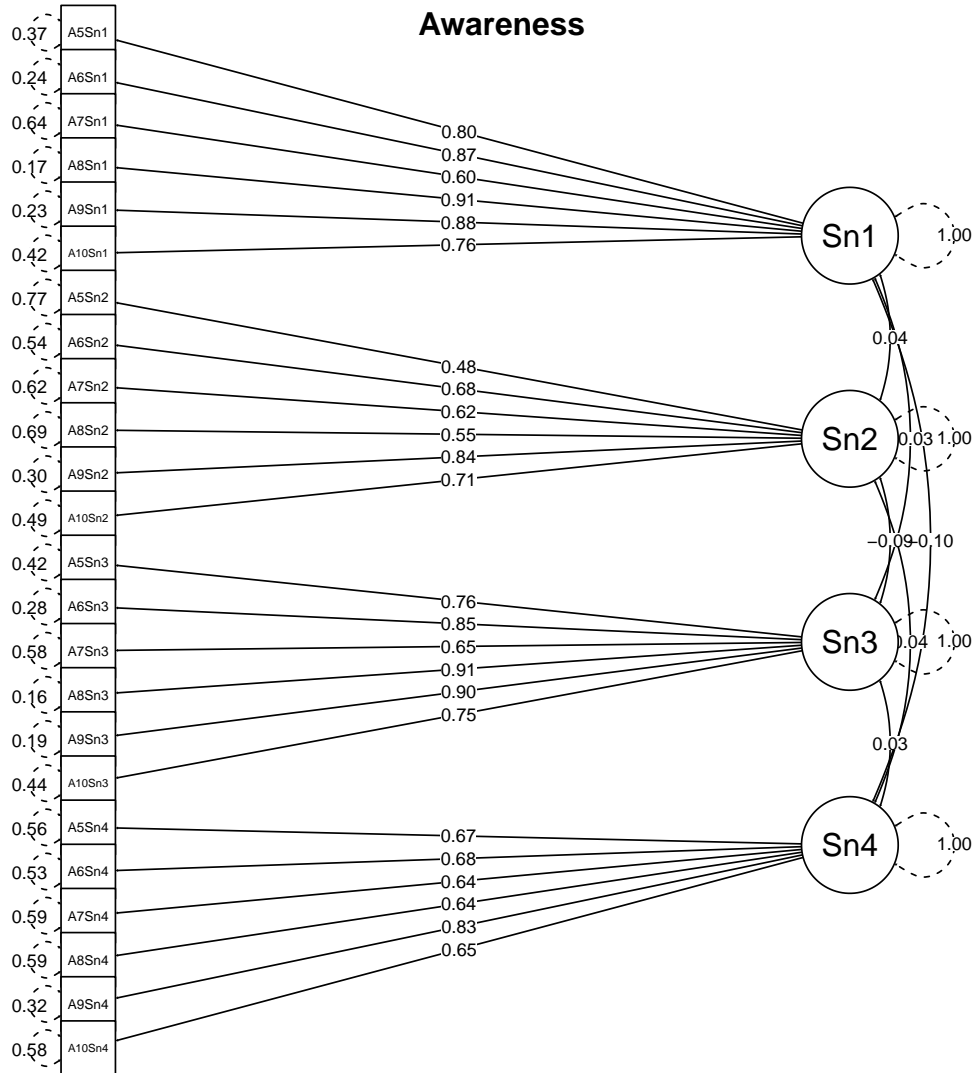 Awareness
0.37 A5Sn1
0.24 A6Sn1
0.64 A7Sn1
0.17 A8Sn1
0.23 A9Sn1
0.42 A10Sn1
0.77 A5Sn2
0.54 A6Sn2
0.62 A7Sn2
0.69 A8Sn2
0.30 A9Sn2
0.49 A10Sn2
0.42 A5Sn3
0.28 A6Sn3
0.58 A7Sn3
0.16 A8Sn3
0.19 A9Sn3
0.44 A10Sn3
0.56 A5Sn4
0.53 A6Sn4
0.59 A7Sn4
0.59 A8Sn4
0.32 A9Sn4
0.58 A10Sn4
0.80
0.87
0.60
0.91
0.88
0.76
0.48
0.68
0.62
0.55
0.84
0.71
0.76
0.85
0.65
0.91
0.90
0.75
0.67
0.68
0.64
0.64
0.83
0.65
Sn1 1.00
0.04
Sn2 0.03 1.00
−0.09 −0.10
Sn3 0.04 1.00
0.03
Sn4 1.00